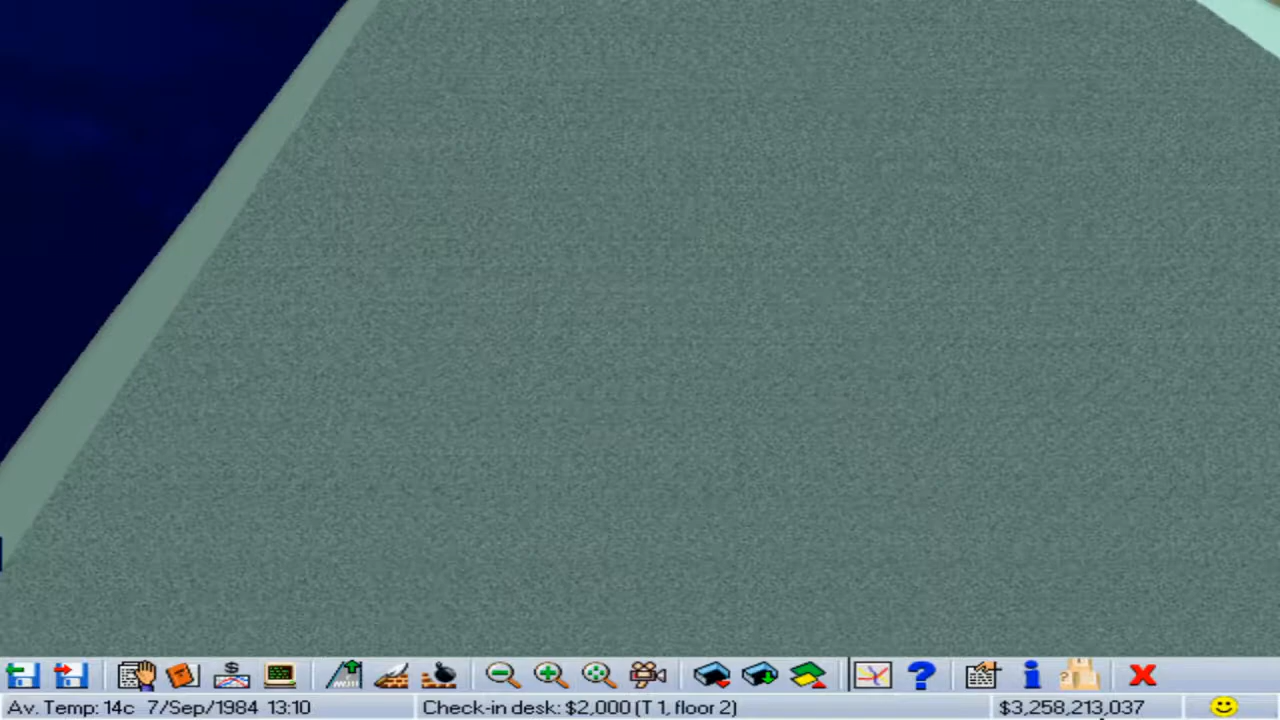 Av. Temp: 14c 7/Sep/1984 13:10 Check-in desk: $2,000 (T 1, floor 2) $3,258,213,037